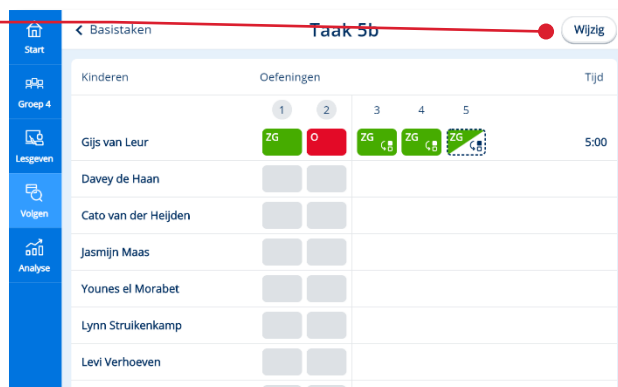 Start
Groep 4
Lesgeven
Volgen
Analyse
Basistaken
Taak 5b
Wijzig
Kinderen Oefeningen Tijd
1 2 3 4 5
Gijs van Leur ZG O ZG ZG ZG 5:00
Davey de Haan
Cato van der Heijden
Jasmijn Maas
Younes el Morabet
Lynn Struikenkamp
Levi Verhoeven